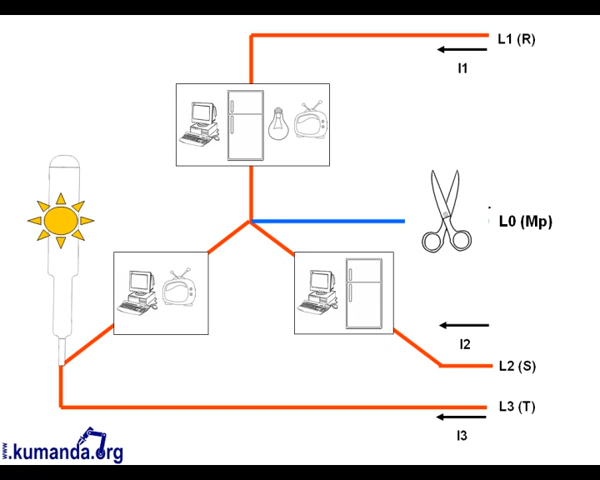 L1 (R)
I1
L0 (Mp)
I2
L2 (S)
L3 (T)
I3
www.kumanda.org